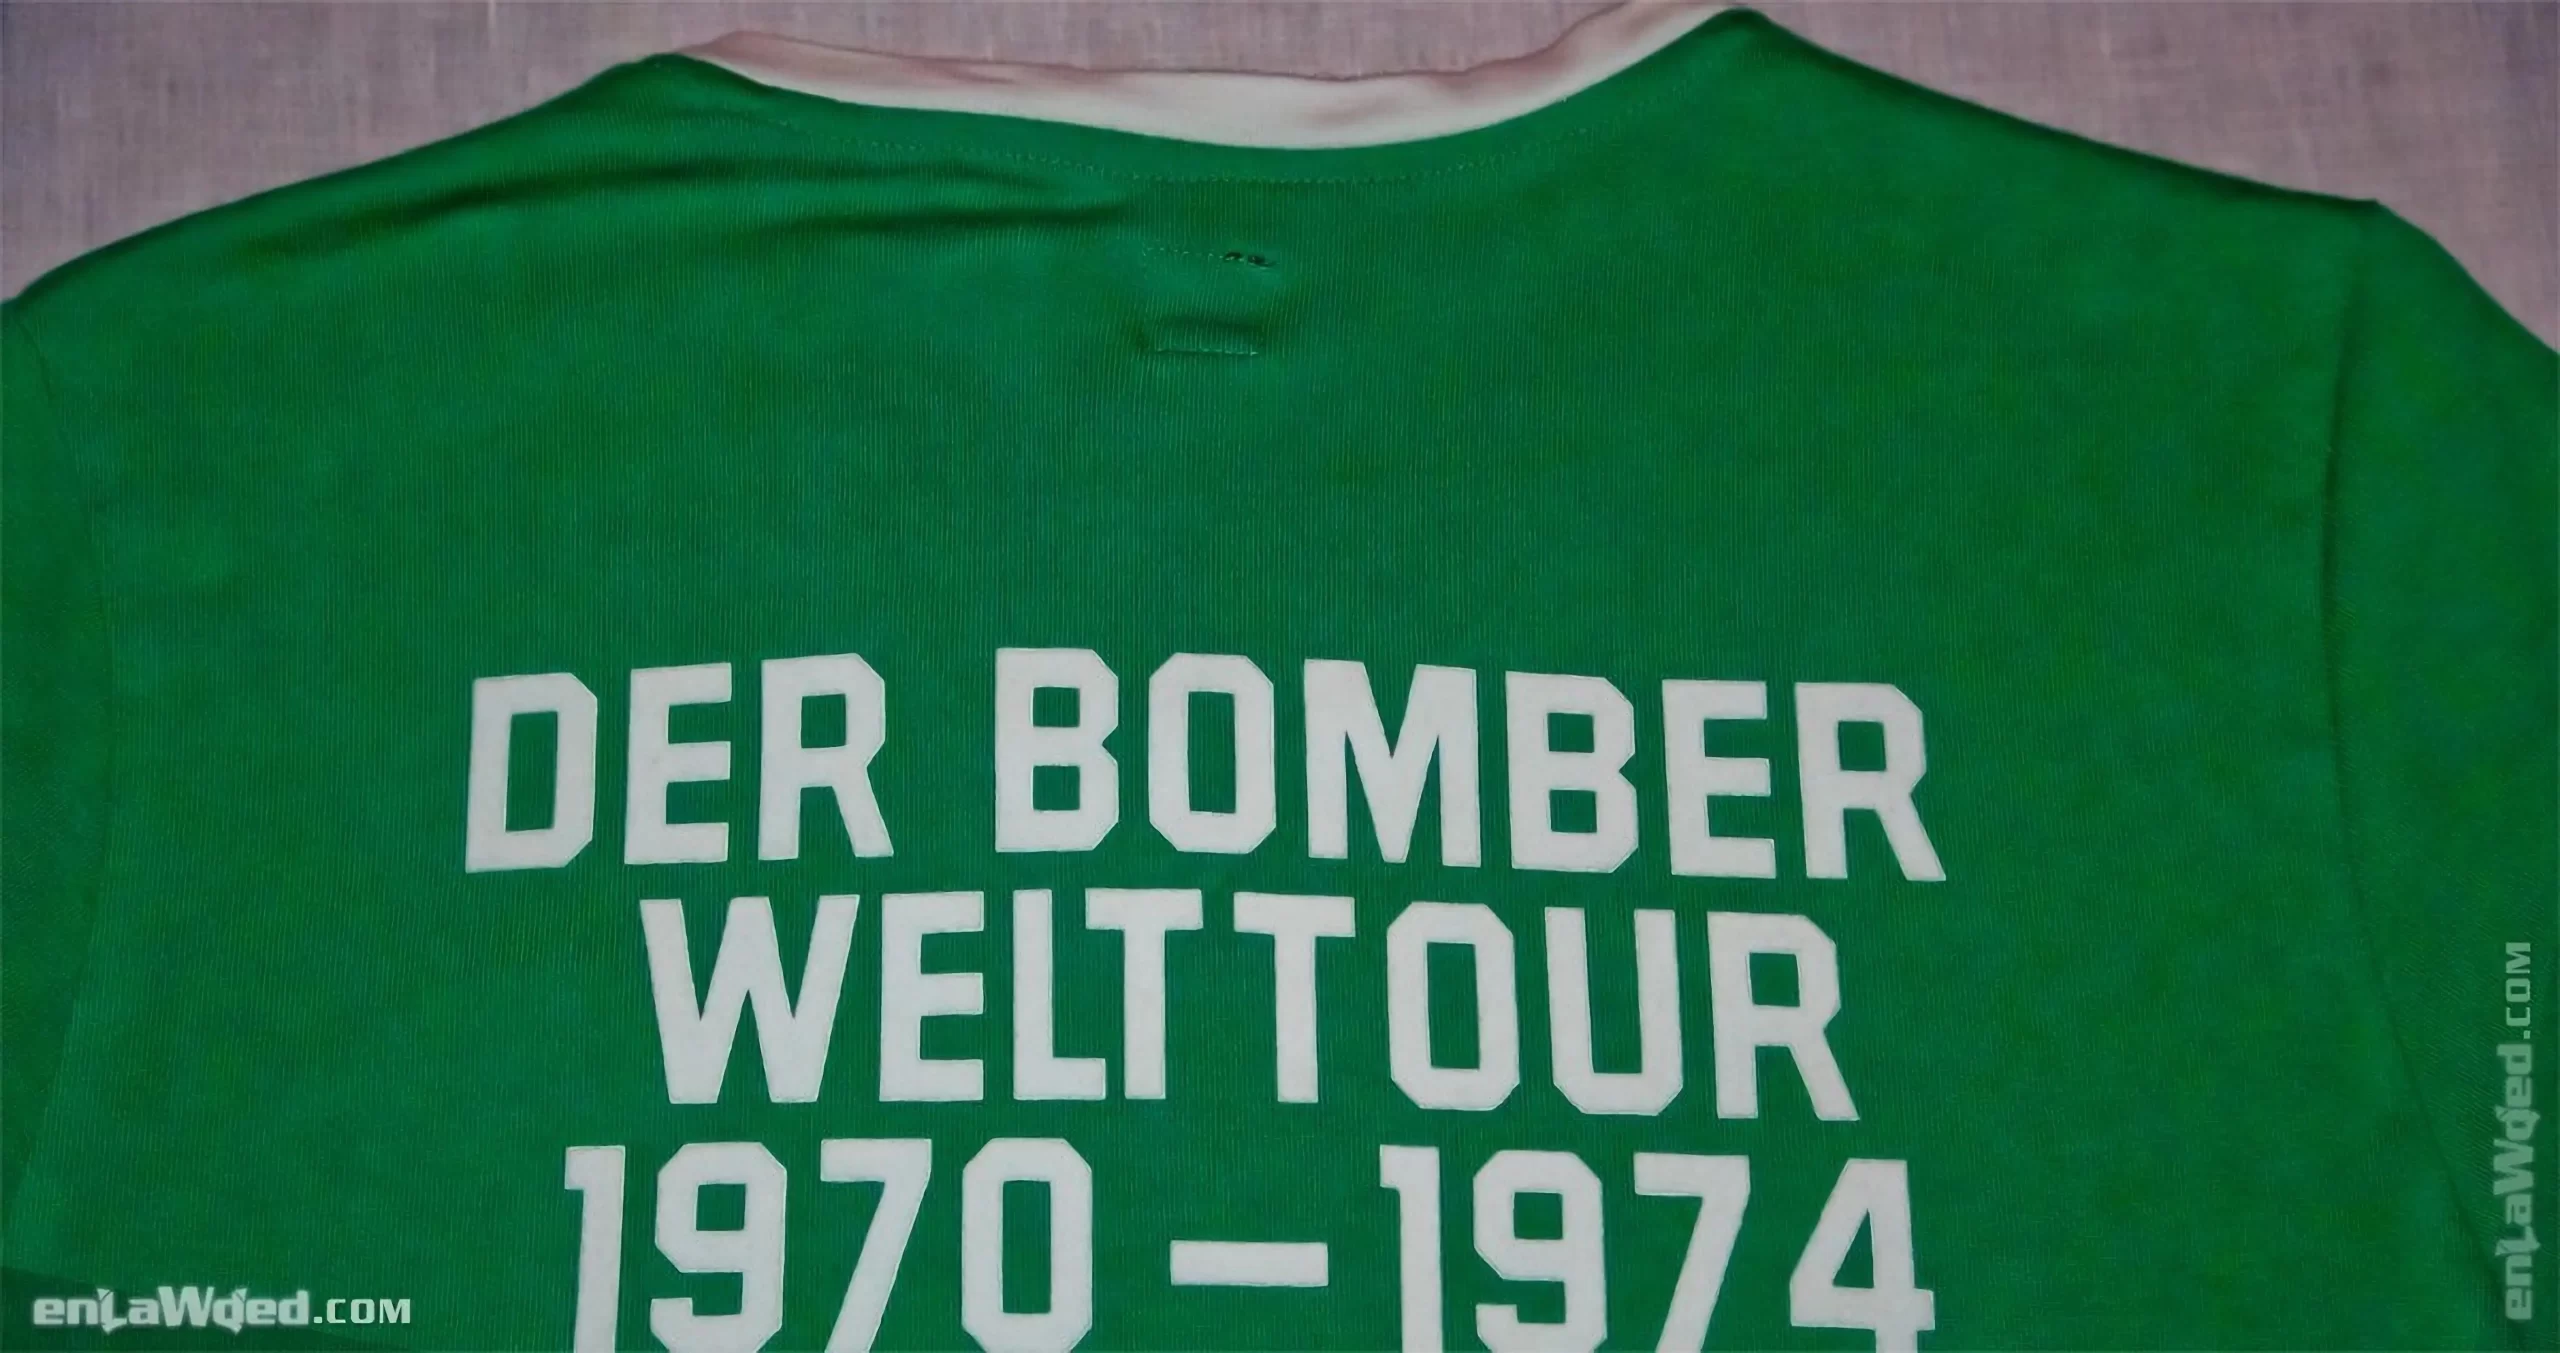 DER BOMBER
WELTTOUR
1970 – 1974
enLaWded.com
enLaWded.com